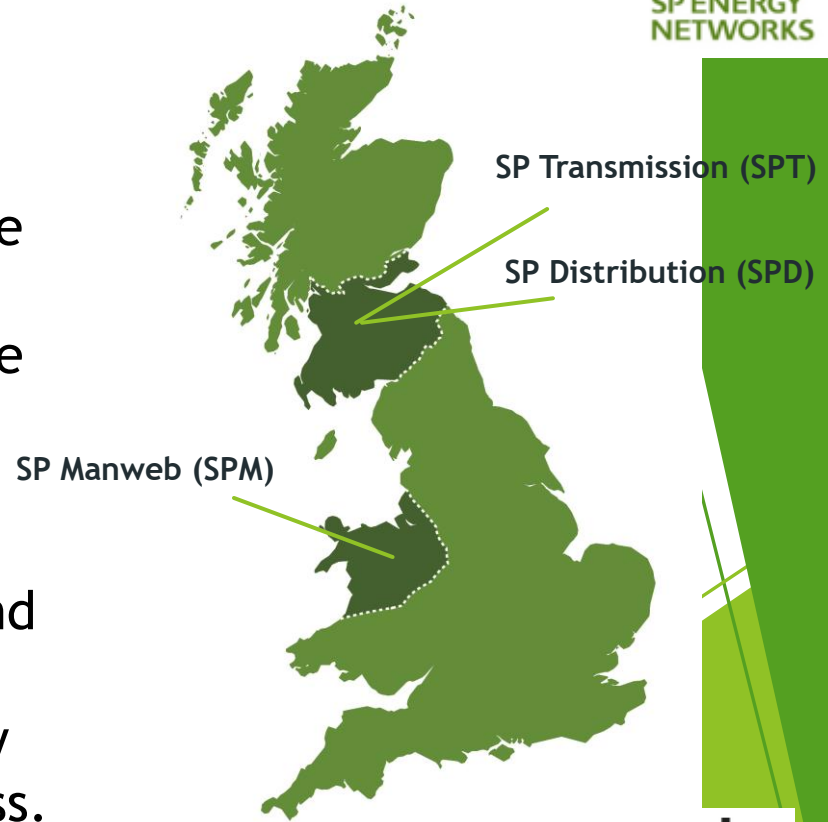 SP ENERGY
NETWORKS
SP Transmission (SPT)
SP Distribution (SPD)
SP Manweb (SPM)